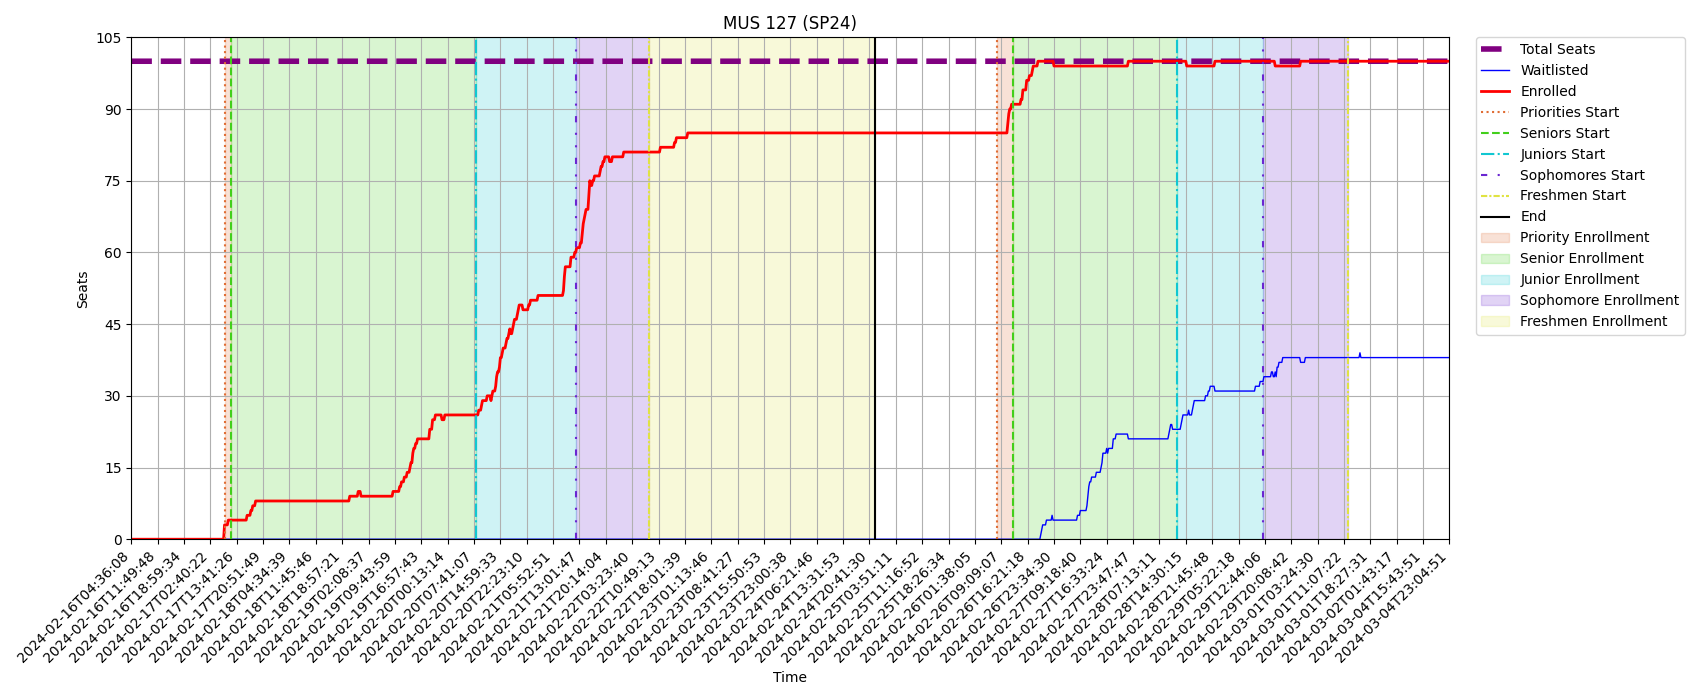 MUS 127 (SP24)
105
90
75
60
45
30
15
0
Seats
2024-02-16T04:36:08
2024-02-16T11:49:48
2024-02-16T18:59:34
2024-02-17T02:40:22
2024-02-17T13:41:26
2024-02-17T20:51:49
2024-02-18T04:34:39
2024-02-18T11:45:46
2024-02-18T18:57:21
2024-02-19T02:08:37
2024-02-19T09:43:59
2024-02-19T16:57:43
2024-02-20T00:13:14
2024-02-20T07:41:07
2024-02-20T14:59:33
2024-02-20T22:23:10
2024-02-21T05:52:51
2024-02-21T13:01:47
2024-02-21T20:14:04
2024-02-22T03:23:40
2024-02-22T10:49:13
2024-02-22T18:01:39
2024-02-23T01:13:46
2024-02-23T08:41:27
2024-02-23T15:50:53
2024-02-23T23:00:38
2024-02-24T06:21:46
2024-02-24T13:31:53
2024-02-24T20:41:30
2024-02-25T03:51:11
2024-02-25T11:16:52
2024-02-25T18:26:34
2024-02-26T01:38:05
2024-02-26T09:09:07
2024-02-26T16:21:18
2024-02-26T23:34:30
2024-02-27T09:18:40
2024-02-27T16:33:24
2024-02-27T23:47:47
2024-02-28T07:13:11
2024-02-28T14:30:15
2024-02-28T21:45:48
2024-02-29T05:22:18
2024-02-29T12:44:06
2024-02-29T20:08:42
2024-03-01T03:24:30
2024-03-01T11:07:22
2024-03-01T18:27:31
2024-03-02T01:43:17
2024-03-04T15:43:51
2024-03-04T23:04:51
Time
Total Seats
Waitlisted
Enrolled
Priorities Start
Seniors Start
Juniors Start
Sophomores Start
Freshmen Start
End
Priority Enrollment
Senior Enrollment
Junior Enrollment
Sophomore Enrollment
Freshmen Enrollment